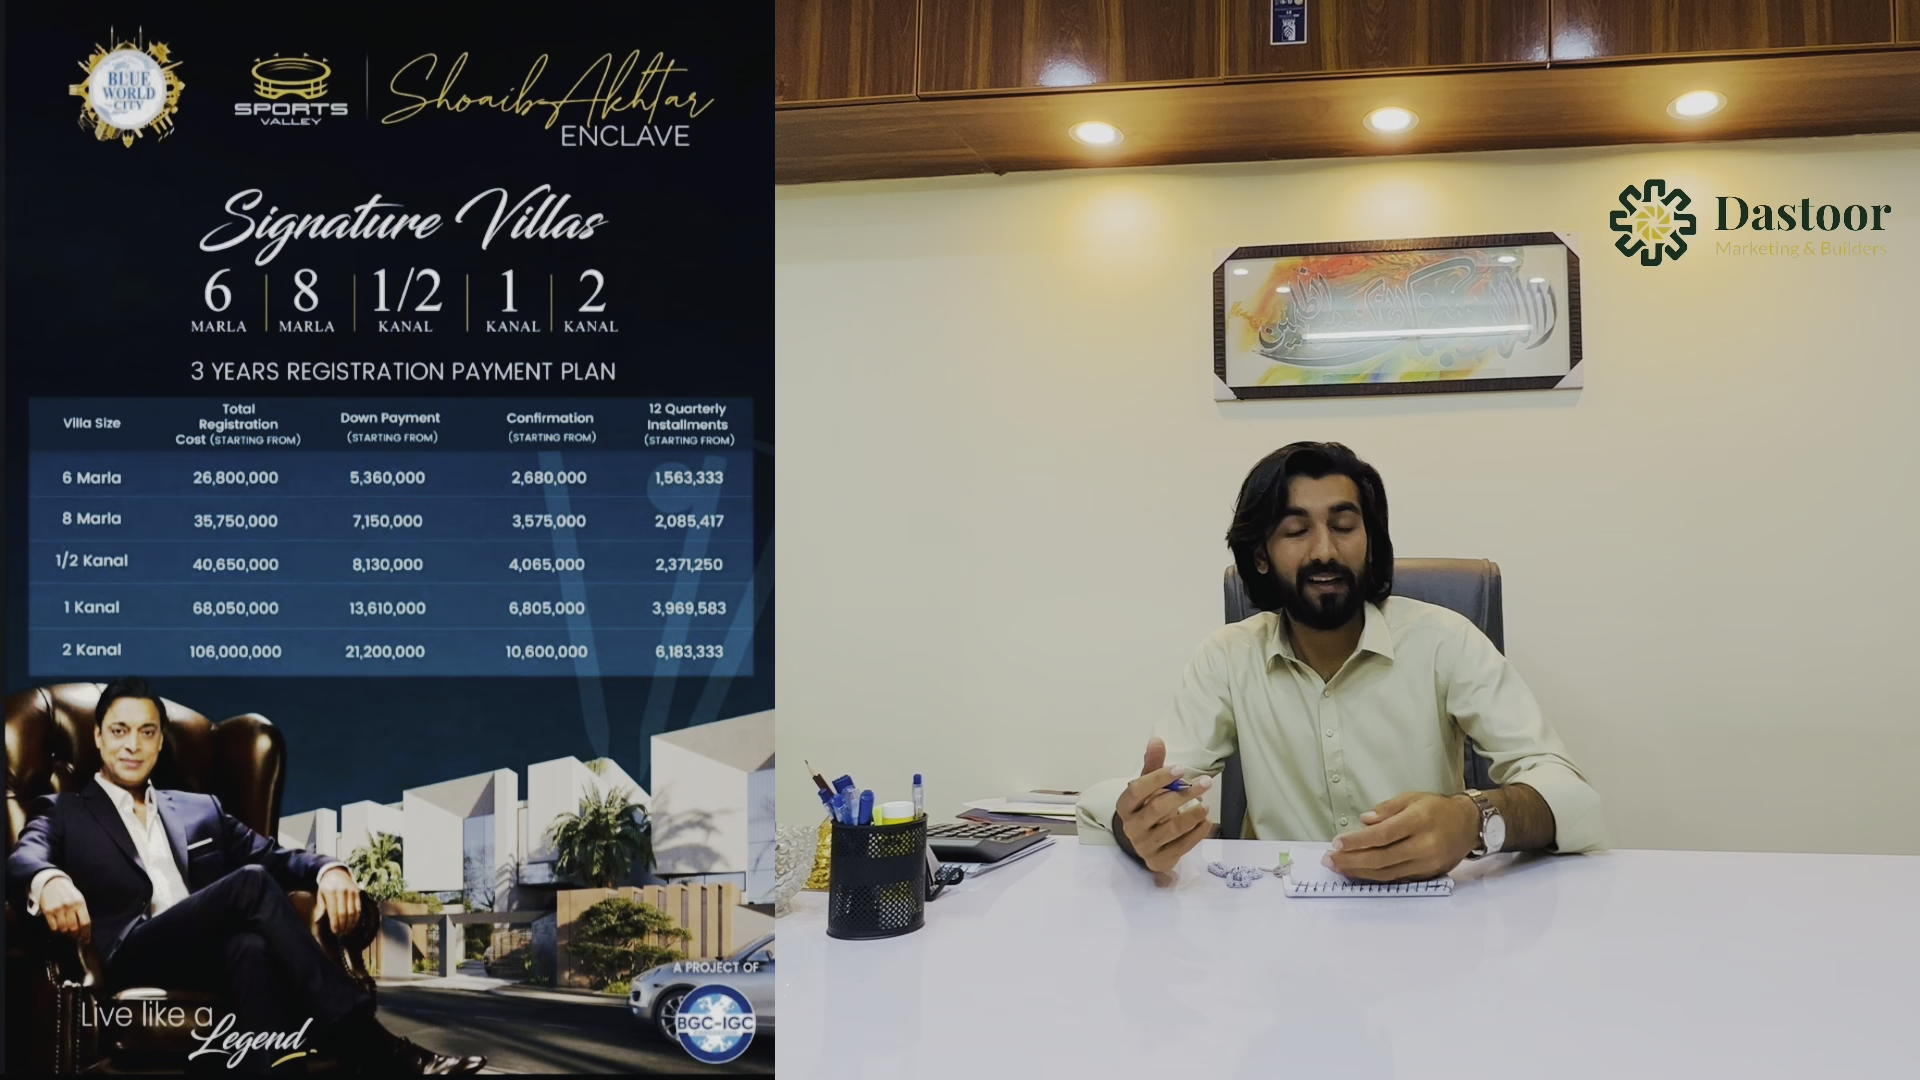 BLUE
WORLD
CITY
SPORTS
VALLEY
Shoaib Akhtar
ENCLAVE
Signature Villas
6 MARLA
8 MARLA
1/2 KANAL
1 KANAL
2 KANAL
3 YEARS REGISTRATION PAYMENT PLAN
Villa Size Total Registration Cost (STARTING FROM) Down Payment (STARTING FROM) Confirmation (STARTING FROM) 12 Quarterly Installments (STARTING FROM)
6 Marla 26,800,000 5,360,000 2,680,000 1,563,333
8 Marla 35,750,000 7,150,000 3,575,000 2,085,417
1/2 Kanal 40,650,000 8,130,000 4,065,000 2,371,250
1 Kanal 68,050,000 13,610,000 6,805,000 3,969,583
2 Kanal 106,000,000 21,200,000 10,600,000 6,183,333
Live like a
Legend
A PROJECT OF
BGC-IGC
Dastoor
Marketing & Builders